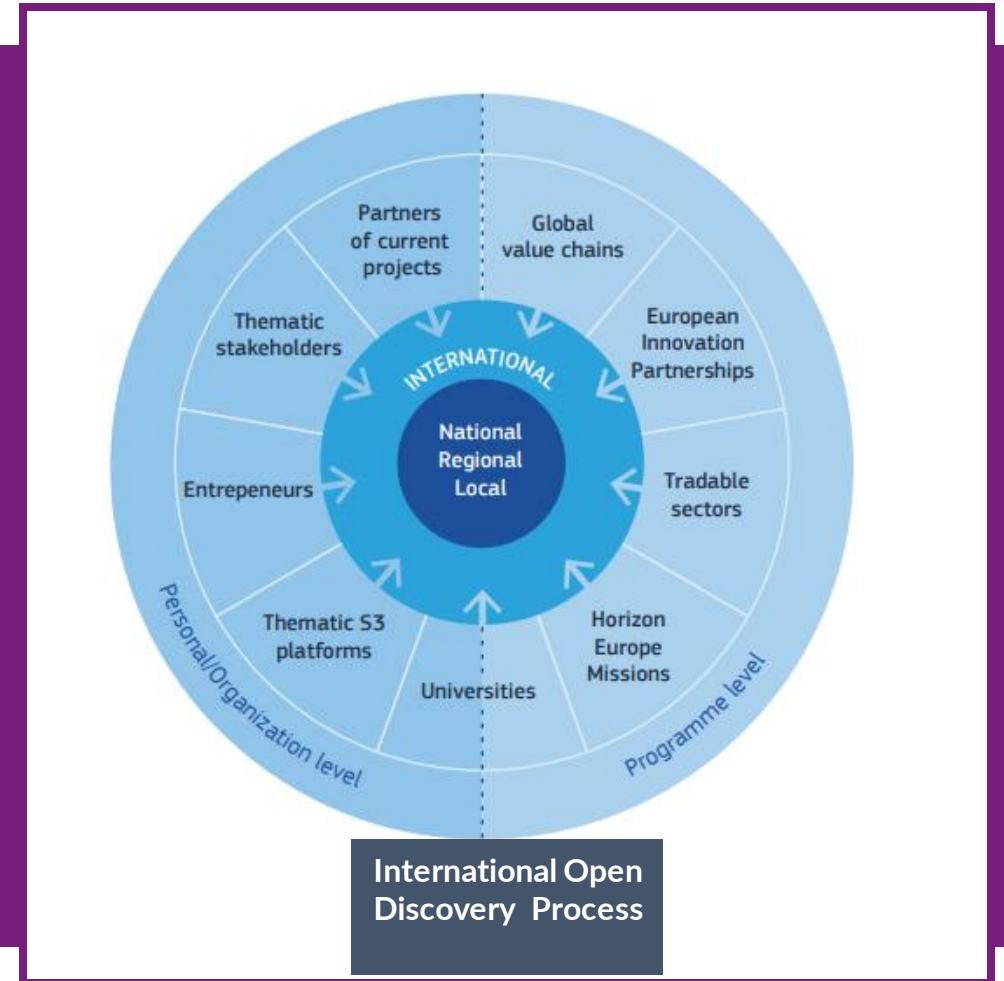 Partners
of current
projects
Global
value chains
Thematic
stakeholders
European
Innovation
Partnerships
INTERNATIONAL
National
Regional
Local
Entrepeneurs
Tradable
sectors
Thematic S3
platforms
Universities
Horizon
Europe
Missions
Personal/Organization level
Programme level
International Open
Discovery Process